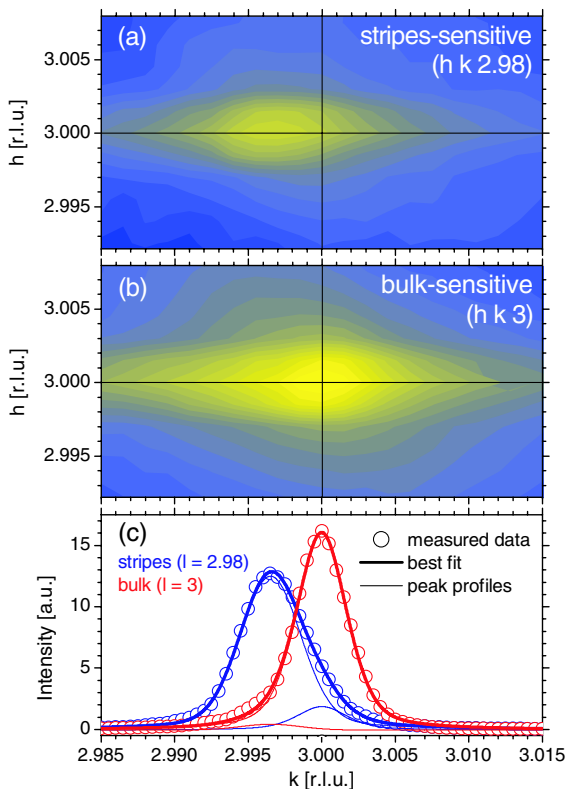 (a)
stripes-sensitive
(h k 2.98)
3.005
3.000
2.995
h [r.l.u.]
(b)
bulk-sensitive
(h k 3)
3.005
3.000
2.995
h [r.l.u.]
(c)
stripes (l = 2.98)
bulk (l = 3)
measured data
best fit
peak profiles
15
10
5
0
Intensity [a.u.]
2.985 2.990 2.995 3.000 3.005 3.010 3.015
k [r.l.u.]